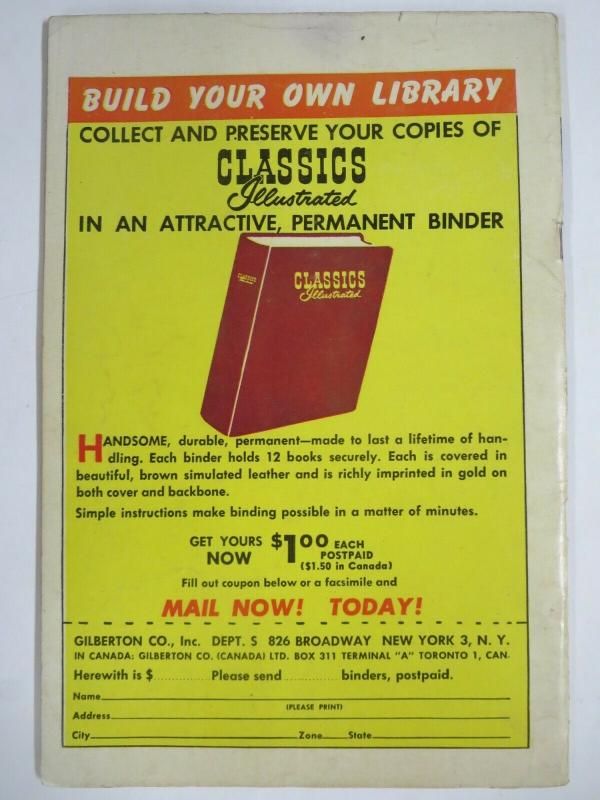 BUILD YOUR OWN LIBRARY
COLLECT AND PRESERVE YOUR COPIES OF
CLASSICS
Illustrated
IN AN ATTRACTIVE, PERMANENT BINDER
CLASSICS
CLASSICS
Illustrated
HANDSOME, durable, permanent—made to last a lifetime of han-
dling. Each binder holds 12 books securely. Each is covered in
beautiful, brown simulated leather and is richly imprinted in gold on
both cover and backbone.
Simple instructions make binding possible in a matter of minutes.
GET YOURS NOW $1.00 EACH POSTPAID
($1.50 in Canada)
Fill out coupon below or a facsimile and
MAIL NOW! TODAY!
GILBERTON CO., Inc. DEPT. S 826 BROADWAY NEW YORK 3, N. Y.
IN CANADA: GILBERTON CO. (CANADA) LTD. BOX 311 TERMINAL "A" TORONTO 1, CAN.
Herewith is $ Please send binders, postpaid.
Name
(PLEASE PRINT)
Address
City Zone State